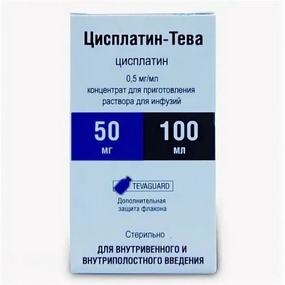 Цисплатин-Тева
цисплатин
0,5 мг/мл
концентрат для приготовления
раствора для инфузий
50 МГ
100 МЛ
TEVAGUARD
Дополнительная
защита флакона
Стерильно
ДЛЯ ВНУТРИВЕННОГО И
ВНУТРИПОЛОСТНОГО ВВЕДЕНИЯ